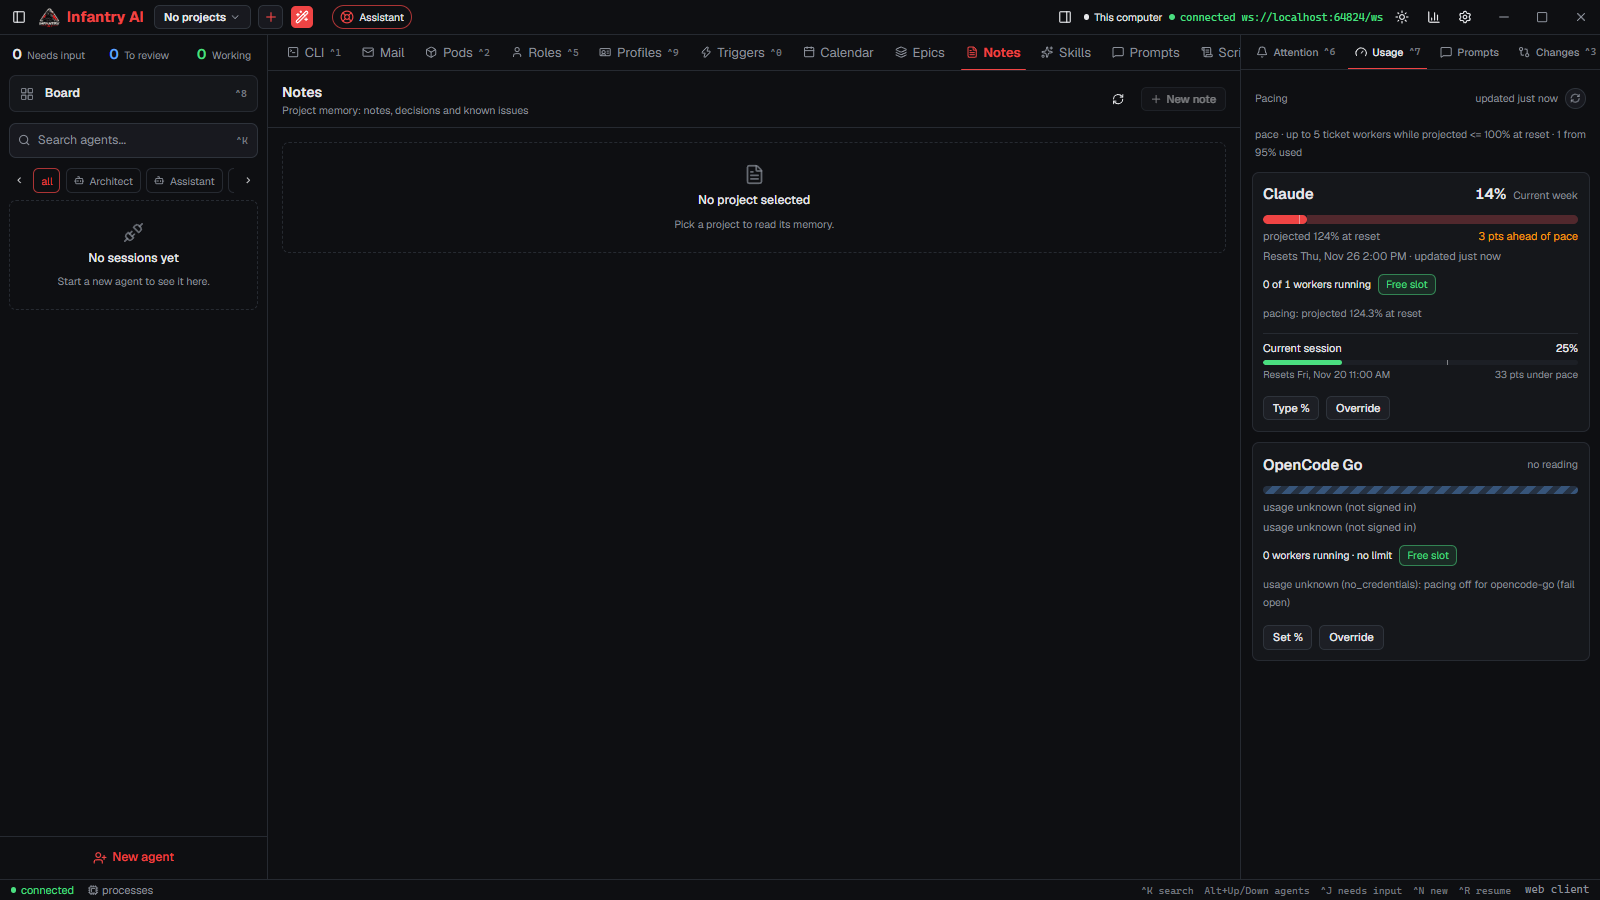 Infantry AI
No projects
Assistant
This computer
connected ws://localhost:64824/ws
0 Needs input
0 To review
0 Working
Board ^8
Search agents... ^K
all
Architect
Assistant
No sessions yet
Start a new agent to see it here.
New agent
CLI ^1
Mail
Pods ^2
Roles ^5
Profiles ^9
Triggers ^0
Calendar
Epics
Notes
Skills
Prompts
Scri
Notes
Project memory: notes, decisions and known issues
New note
No project selected
Pick a project to read its memory.
Attention ^6
Usage ^7
Prompts
Changes ^3
Pacing
updated just now
pace · up to 5 ticket workers while projected <= 100% at reset · 1 from
95% used
Claude
14% Current week
projected 124% at reset
3 pts ahead of pace
Resets Thu, Nov 26 2:00 PM · updated just now
0 of 1 workers running
Free slot
pacing: projected 124.3% at reset
Current session
25%
Resets Fri, Nov 20 11:00 AM
33 pts under pace
Type %
Override
OpenCode Go
no reading
usage unknown (not signed in)
usage unknown (not signed in)
0 workers running · no limit
Free slot
usage unknown (no_credentials): pacing off for opencode-go (fail
open)
Set %
Override
connected
processes
^K search
Alt+Up/Down agents
^J needs input
^N new
^R resume
web client